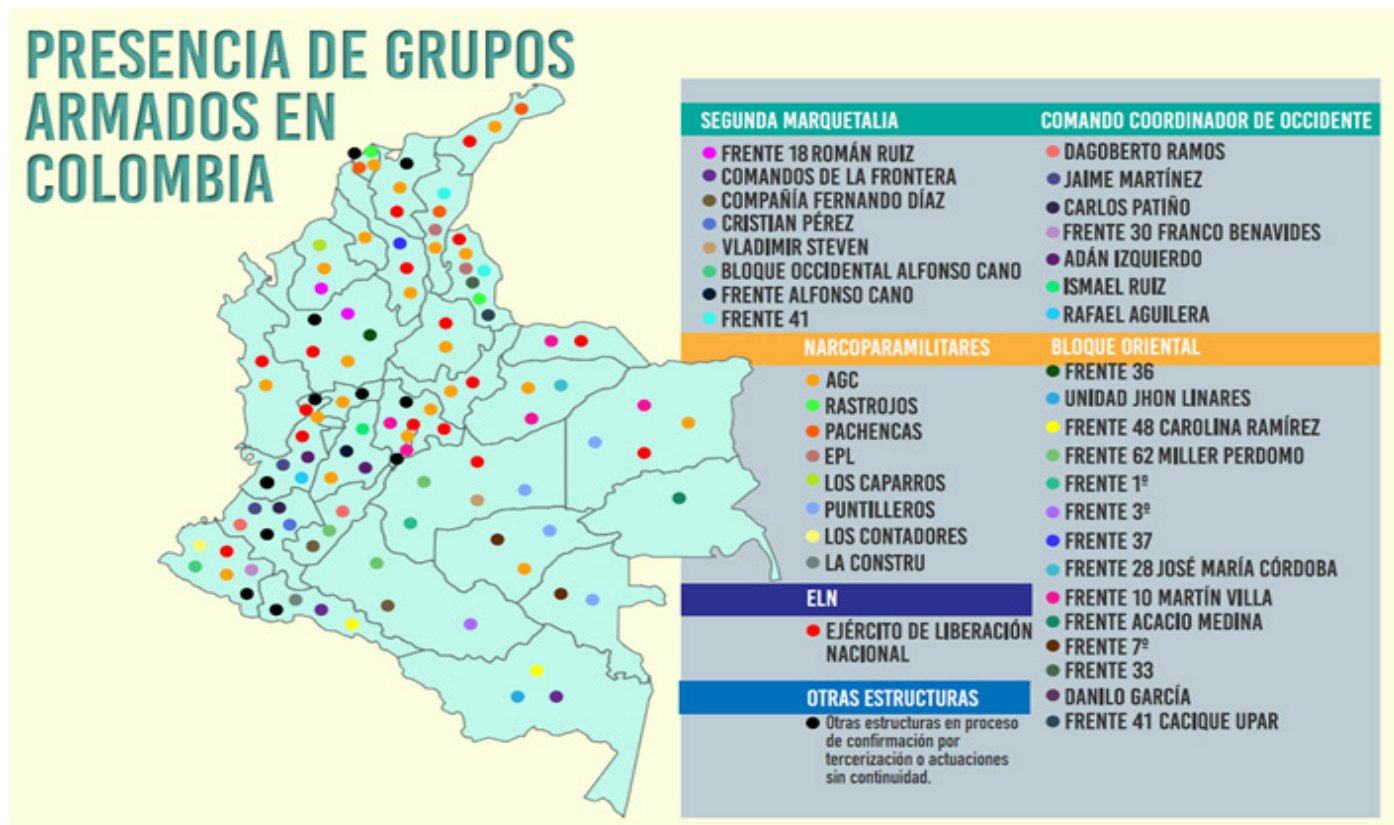 PRESENCIA DE GRUPOS
ARMADOS EN
COLOMBIA
SEGUNDA MARQUETALIA
FRENTE 18 ROMÁN RUIZ
COMANDOS DE LA FRONTERA
COMPAÑÍA FERNANDO DÍAZ
CRISTIAN PÉREZ
VLADIMIR STEVEN
BLOQUE OCCIDENTAL ALFONSO CANO
FRENTE ALFONSO CANO
FRENTE 41
COMANDO COORDINADOR DE OCCIDENTE
DAGOBERTO RAMOS
JAIME MARTÍNEZ
CARLOS PATIÑO
FRENTE 30 FRANCO BENAVIDES
ADÁN IZQUIERDO
ISMAEL RUIZ
RAFAEL AGUILERA
NARCOPARAMILITARES
AGC
RASTROJOS
PACHENCAS
EPL
LOS CAPARROS
PUNTILLEROS
LOS CONTADORES
LA CONSTRU
ELN
EJÉRCITO DE LIBERACIÓN
NACIONAL
OTRAS ESTRUCTURAS
Otras estructuras en proceso
de confirmación por
tercerización o actuaciones
sin continuidad.
BLOQUE ORIENTAL
FRENTE 36
UNIDAD JHON LINARES
FRENTE 48 CAROLINA RAMÍREZ
FRENTE 62 MILLER PERDOMO
FRENTE 1º
FRENTE 3º
FRENTE 37
FRENTE 28 JOSÉ MARÍA CÓRDOBA
FRENTE 10 MARTÍN VILLA
FRENTE ACACIO MEDINA
FRENTE 7º
FRENTE 33
DANILO GARCÍA
FRENTE 41 CACIQUE UPAR